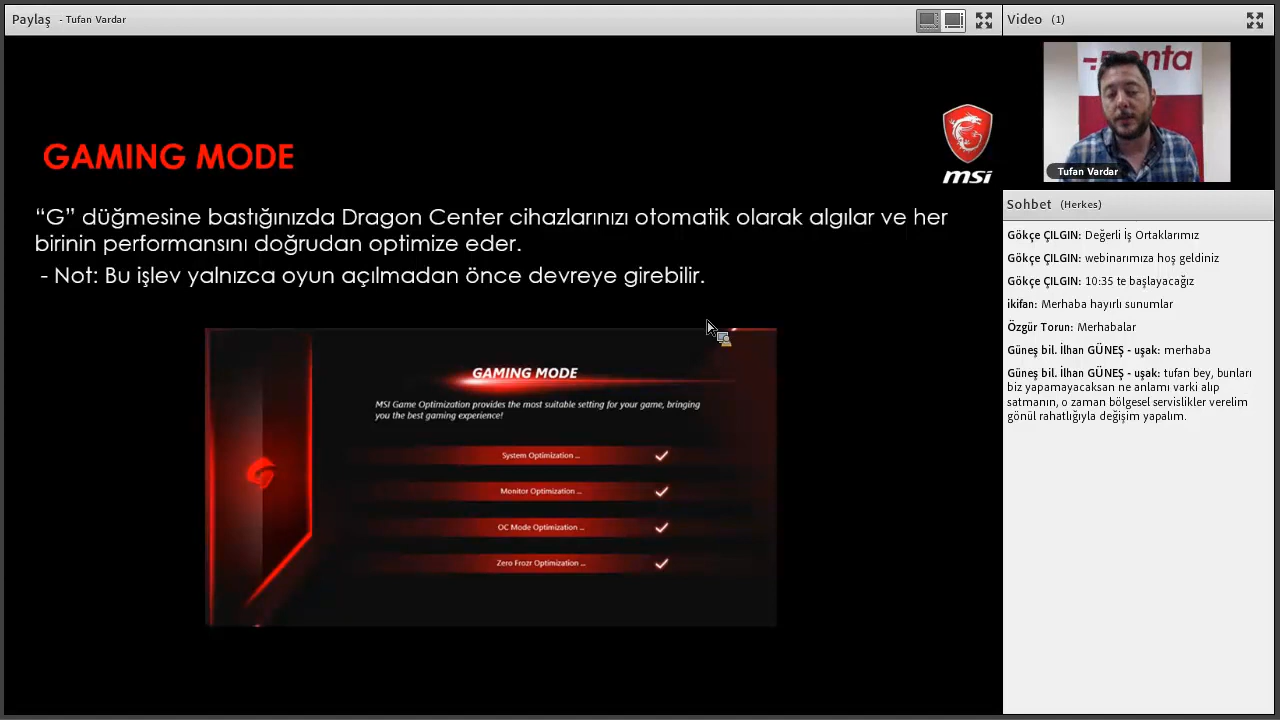 Paylaş - Tufan Vardar
GAMING MODE
msi
“G” düğmesine bastığınızda Dragon Center cihazlarınızı otomatik olarak algılar ve her
birinin performansını doğrudan optimize eder.
- Not: Bu işlev yalnızca oyun açılmadan önce devreye girebilir.
GAMING MODE
MSI Game Optimization provides the most suitable setting for your game, bringing
you the best gaming experience!
System Optimization ...
Monitor Optimization ...
OC Mode Optimization ...
Zero Frozr Optimization ...
Video (1)
penta
Tufan Vardar
Sohbet (Herkes)
Gökçe ÇILGIN: Değerli İş Ortaklarımız
Gökçe ÇILGIN: webinarımıza hoş geldiniz
Gökçe ÇILGIN: 10:35 te başlayacağız
ikifan: Merhaba hayırlı sunumlar
Özgür Torun: Merhabalar
Güneş bil. İlhan GÜNEŞ - uşak: merhaba
Güneş bil. İlhan GÜNEŞ - uşak: tufan bey, bunları
biz yapamayacaksan ne anlamı varki alıp
satmanın, o zaman bölgesel servislikler verelim
gönül rahatlığıyla değişim yapalım.